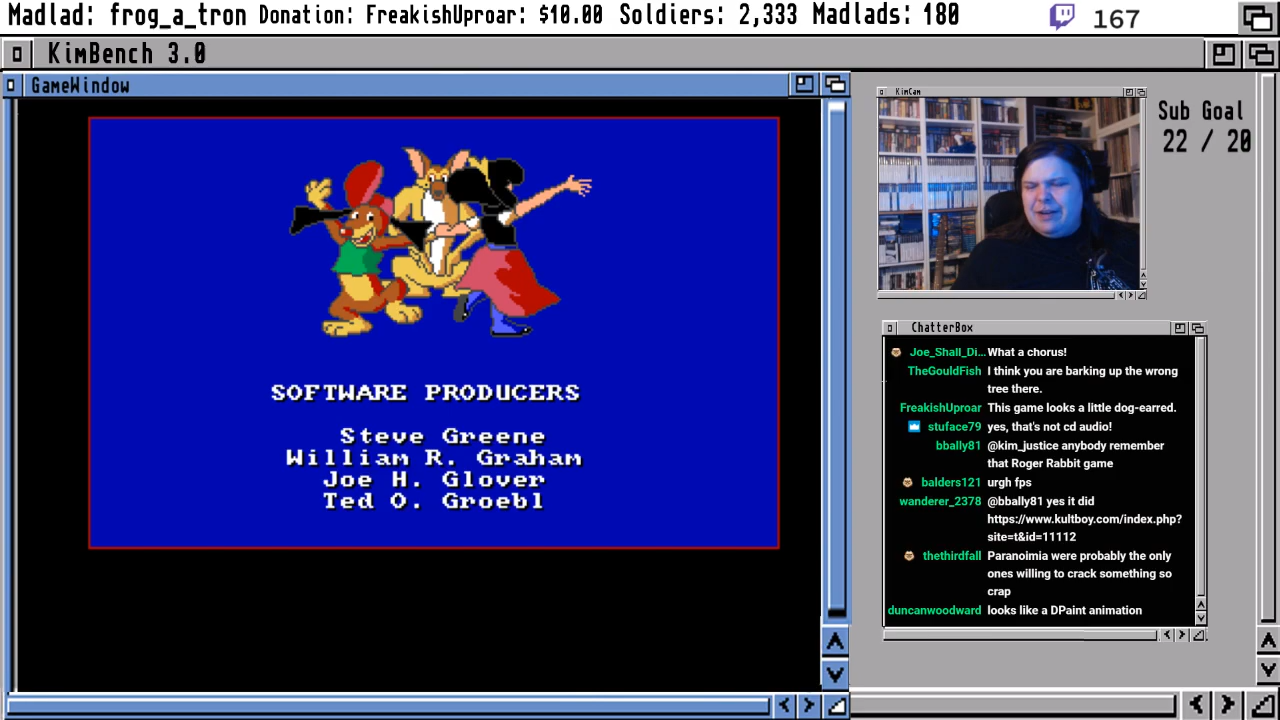 Madlad: frog_a_tron Donation: FreakishUproar: $10.00 Soldiers: 2,333 Madlads: 180 167
KimBench 3.0
GameWindow
SOFTWARE PRODUCERS
Steve Greene
William R. Graham
Joe H. Glover
Ted O. Groebl
KimCam
Sub Goal
22 / 20
ChatterBox
Joe_Shall_Di... What a chorus!
TheGouldFish I think you are barking up the wrong
tree there.
FreakishUproar This game looks a little dog-earred.
stuface79 yes, that's not cd audio!
bbally81 @kim_justice anybody remember
that Roger Rabbit game
balders121 urgh fps
wanderer_2378 @bbally81 yes it did
https://www.kultboy.com/index.php?
site=t&id=11112
thethirdfall Paranoimia were probably the only
ones willing to crack something so
crap
duncanwoodward looks like a DPaint animation